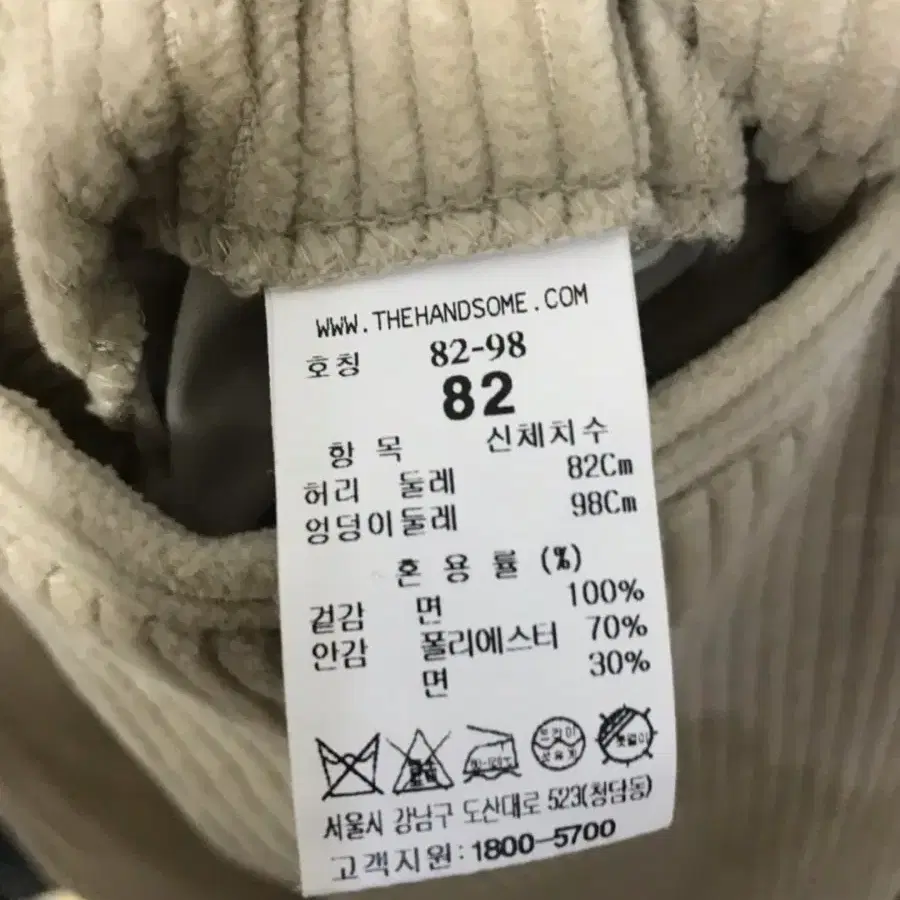 WWW.THEHANDSOME.COM
호칭 82-98
82
항 목 신체치수
허리 둘레 82Cm
엉덩이둘레 98Cm
혼 용 률 (%)
겉감 면 100%
안감 폴리에스터 70%
면 30%
서울시 강남구 도산대로 523(청담동)
고객지원: 1800-5700